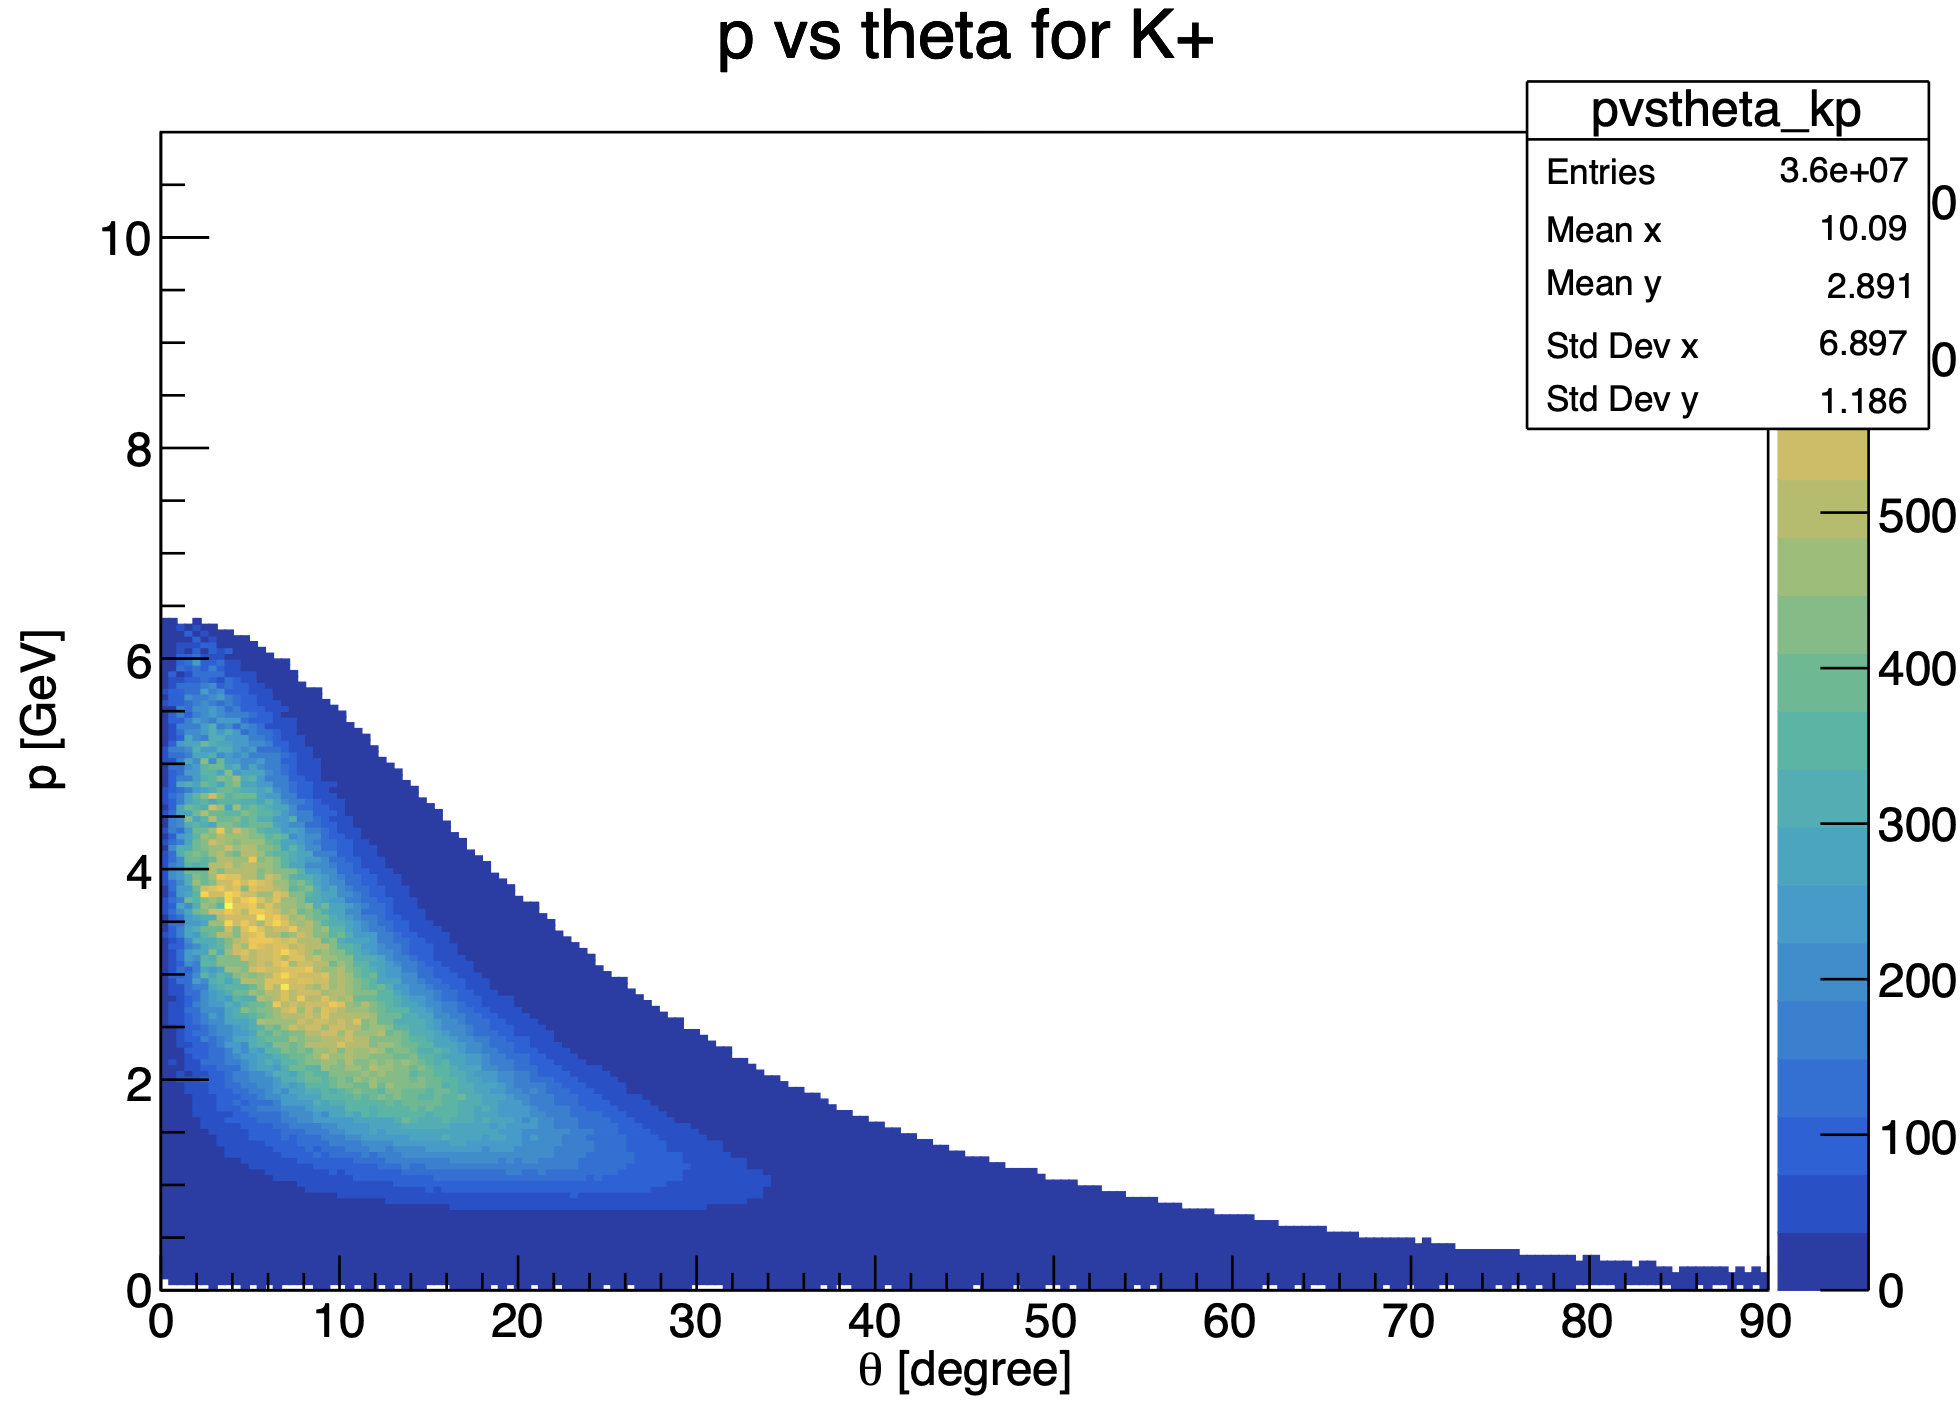 p vs theta for K+
pvstheta_kp
Entries 3.6e+07
Mean x 10.09
Mean y 2.891
Std Dev x 6.897
Std Dev y 1.186
p [GeV]
10
8
6
4
2
0
0 10 20 30 40 50 60 70 80 90
θ [degree]
0
0
500
400
300
200
100
0